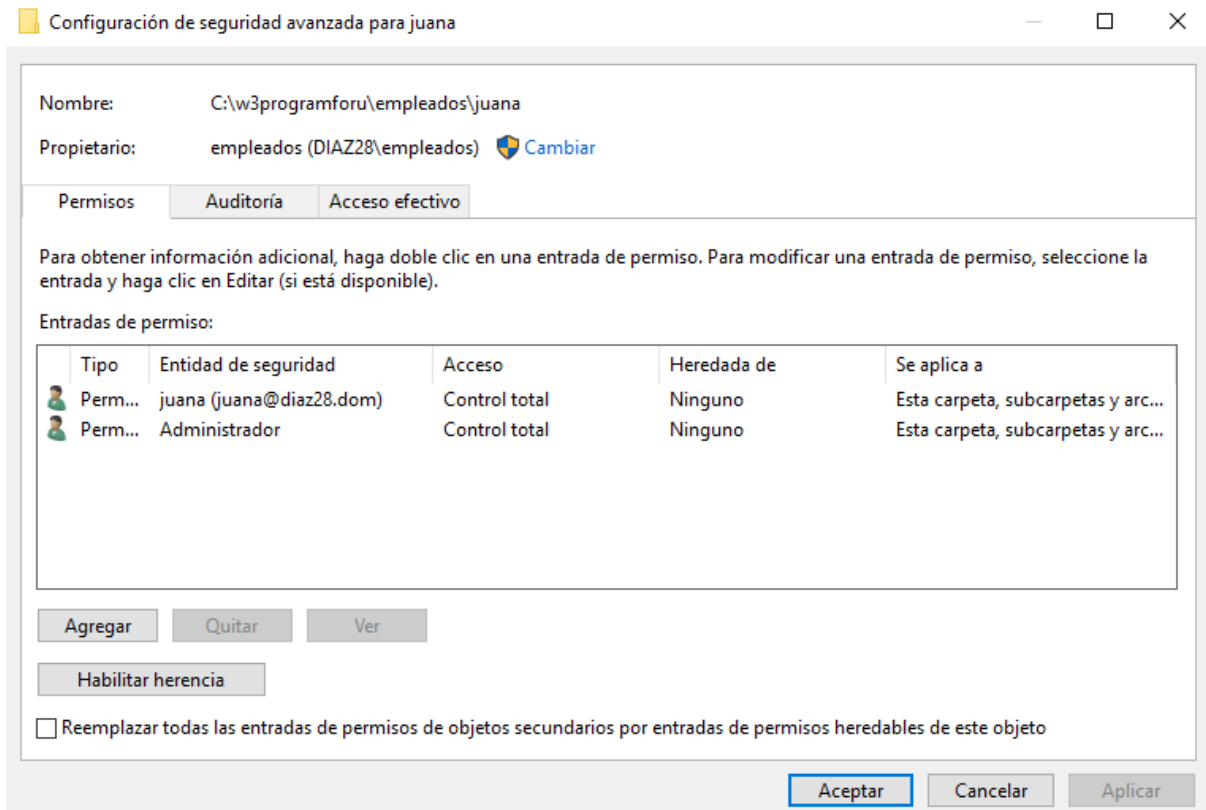 Configuración de seguridad avanzada para juana
Nombre: C:\w3programforu\empleados\juana
Propietario: empleados (DIAZ28\empleados) Cambiar
Permisos Auditoría Acceso efectivo
Para obtener información adicional, haga doble clic en una entrada de permiso. Para modificar una entrada de permiso, seleccione la
entrada y haga clic en Editar (si está disponible).
Entradas de permiso:
Tipo Entidad de seguridad Acceso Heredada de Se aplica a
Perm... juana (juana@diaz28.dom) Control total Ninguno Esta carpeta, subcarpetas y arc...
Perm... Administrador Control total Ninguno Esta carpeta, subcarpetas y arc...
Agregar Quitar Ver
Habilitar herencia
Reemplazar todas las entradas de permisos de objetos secundarios por entradas de permisos heredables de este objeto
Aceptar Cancelar Aplicar